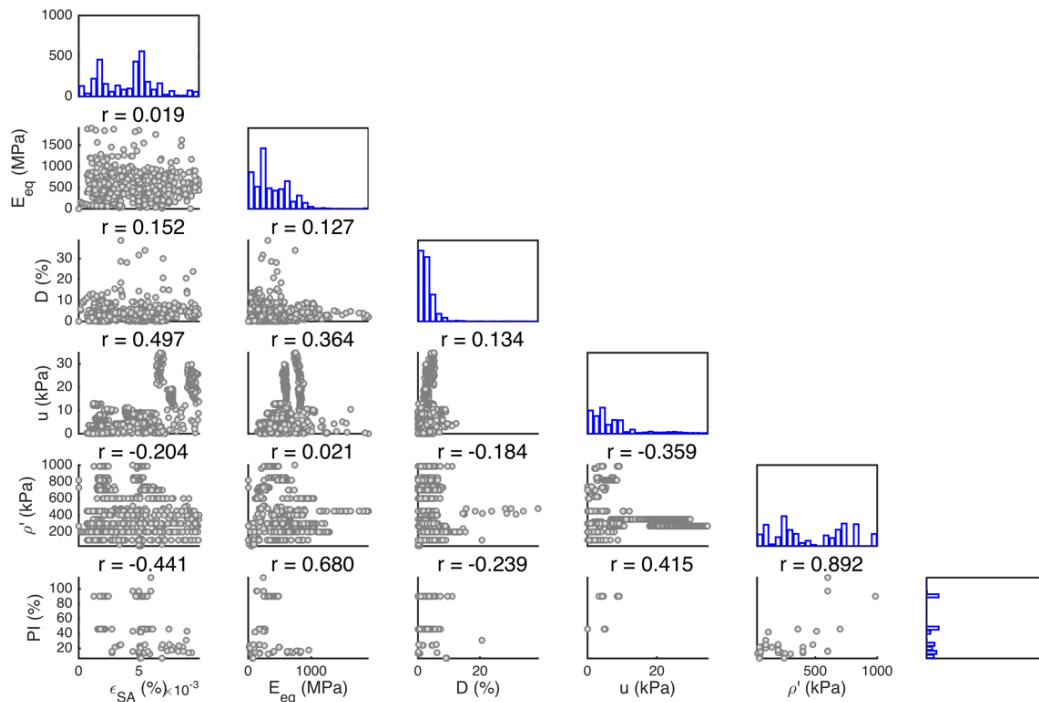 1000
500
0
r = 0.019
E_eq (MPa)
1500
1000
500
0
r = 0.152 r = 0.127
D (%)
30
20
10
0
r = 0.497 r = 0.364 r = 0.134
u (kPa)
30
20
10
0
r = -0.204 r = 0.021 r = -0.184 r = -0.359
ρ' (kPa)
1000
800
600
400
200
r = -0.441 r = 0.680 r = -0.239 r = 0.415 r = 0.892
PI (%)
100
80
60
40
20
0 5 0 1000 20 0 20 500 1000
ϵ_SA (%) ×10⁻³ E_eq (MPa) D (%) u (kPa) ρ' (kPa)